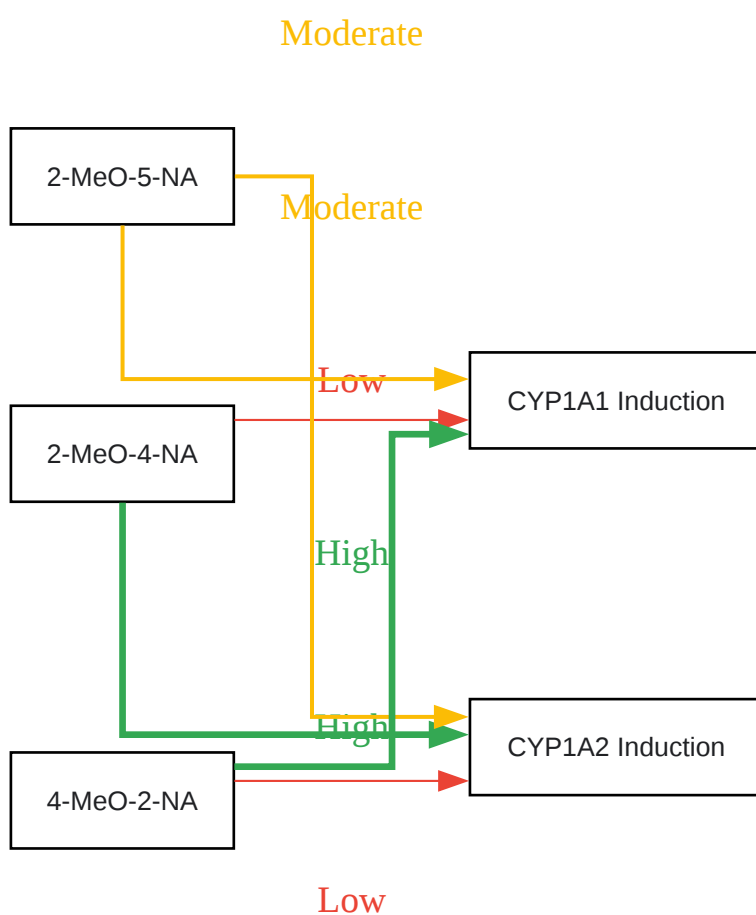 Moderate
2-MeO-5-NA
Moderate
Low
CYP1A1 Induction
2-MeO-4-NA
High
High
CYP1A2 Induction
4-MeO-2-NA
Low